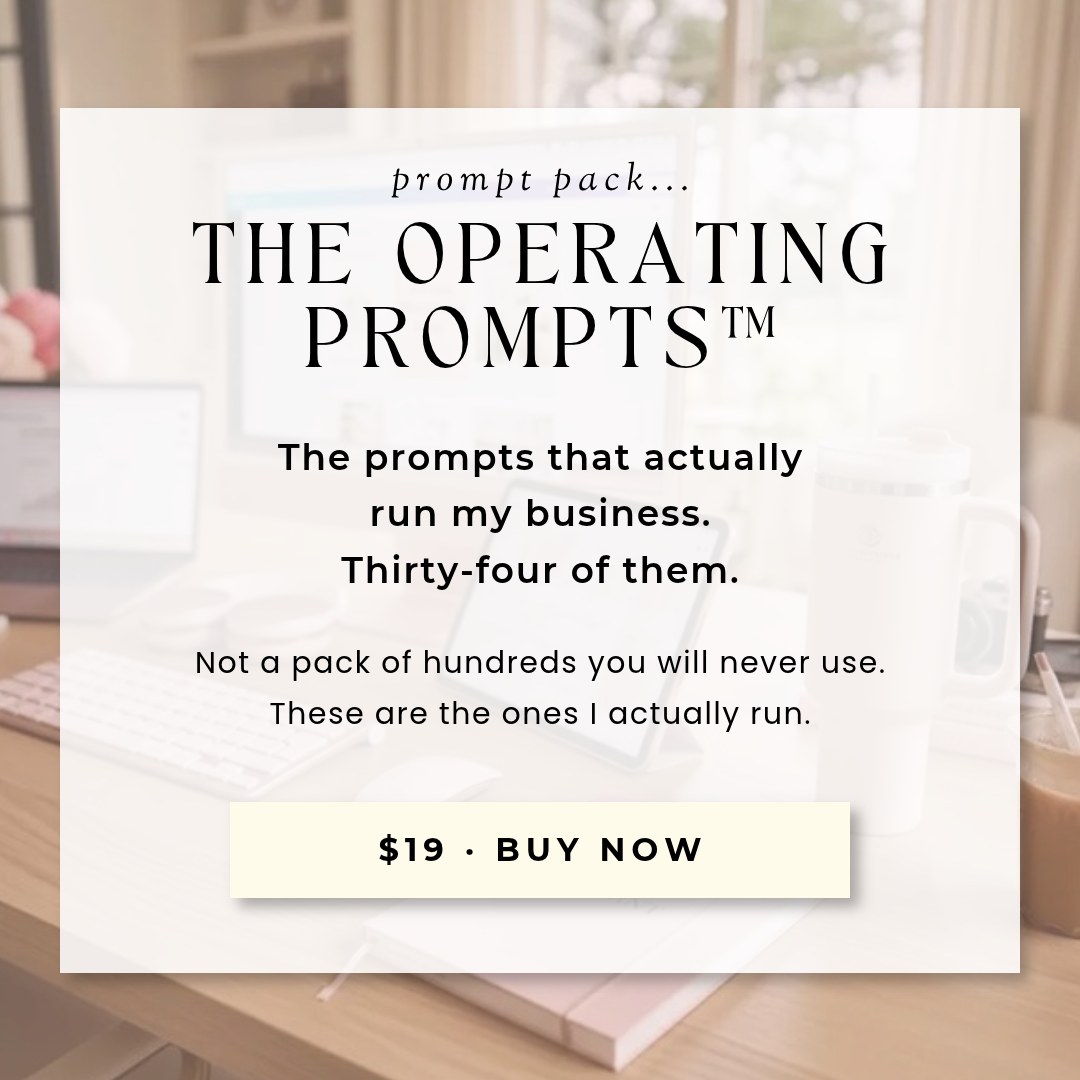 prompt pack...
THE OPERATING
PROMPTS™
The prompts that actually
run my business.
Thirty-four of them.
Not a pack of hundreds you will never use.
These are the ones I actually run.
$19 · BUY NOW